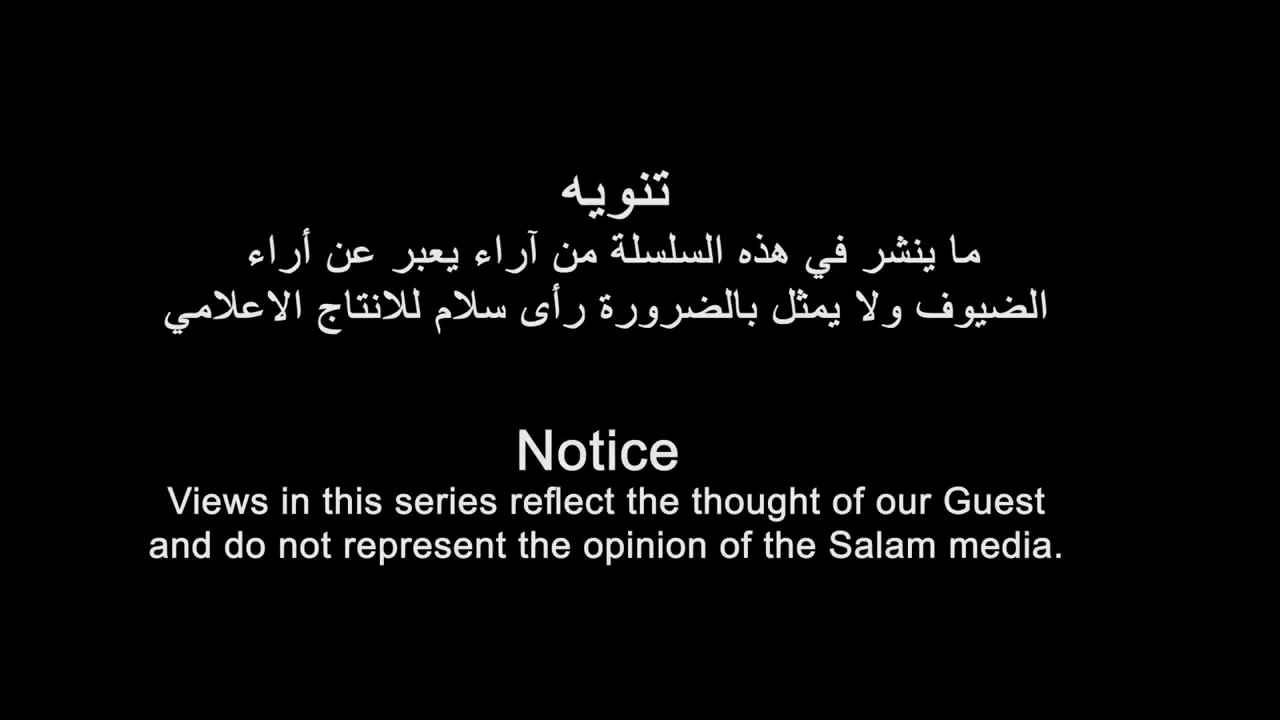 تنويه
ما ينشر في هذه السلسلة من آراء يعبر عن أراء
الضيوف ولا يمثل بالضرورة رأى سلام للانتاج الاعلامي
Notice
Views in this series reflect the thought of our Guest
and do not represent the opinion of the Salam media.